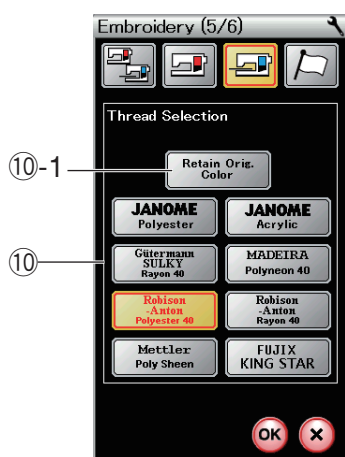 Embroidery (5/6)
Thread Selection
⑩-1
Retain Orig.
Color
JANOME
Polyester
JANOME
Acrylic
⑩
Gütermann
SULKY
Rayon 40
MADEIRA
Polyneon 40
Robison
-Anton
Polyester 40
Robison
-Anton
Rayon 40
Mettler
Poly Sheen
FUJIX
KING STAR
OK